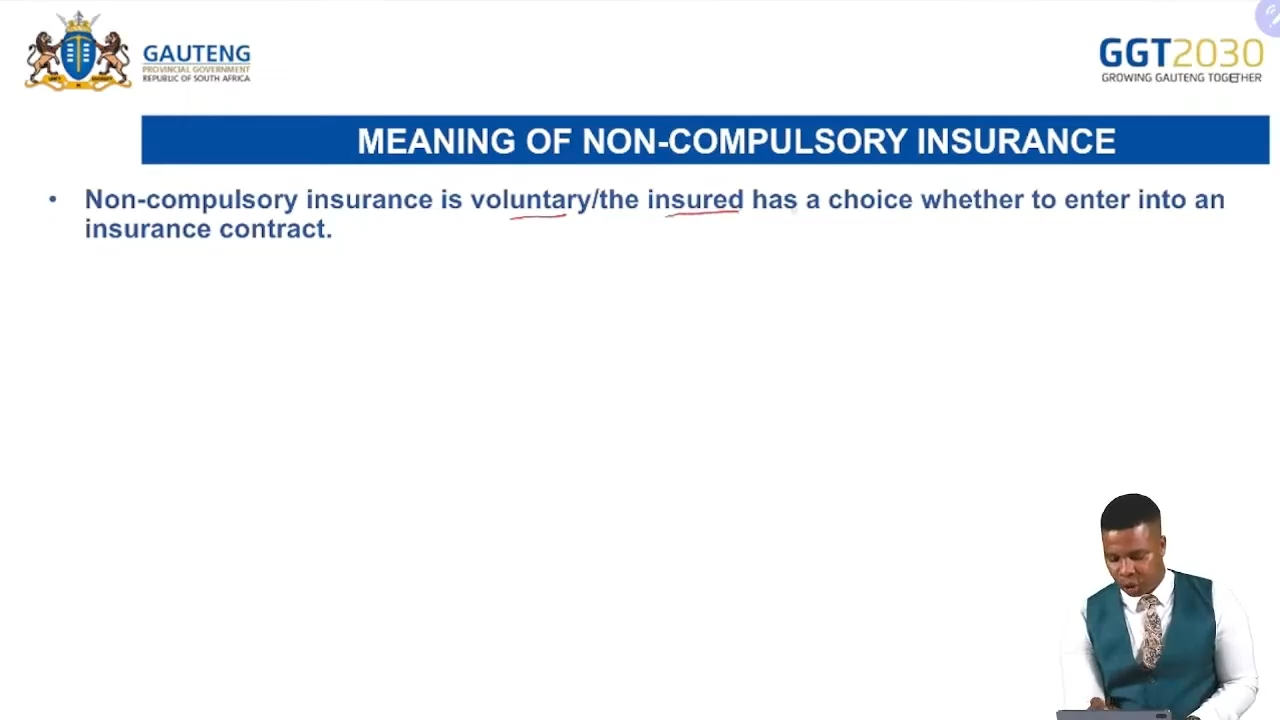 GAUTENG
PROVINCIAL GOVERNMENT
REPUBLIC OF SOUTH AFRICA
GGT2030
GROWING GAUTENG TOGETHER
MEANING OF NON-COMPULSORY INSURANCE
• Non-compulsory insurance is voluntary/the insured has a choice whether to enter into an
insurance contract.